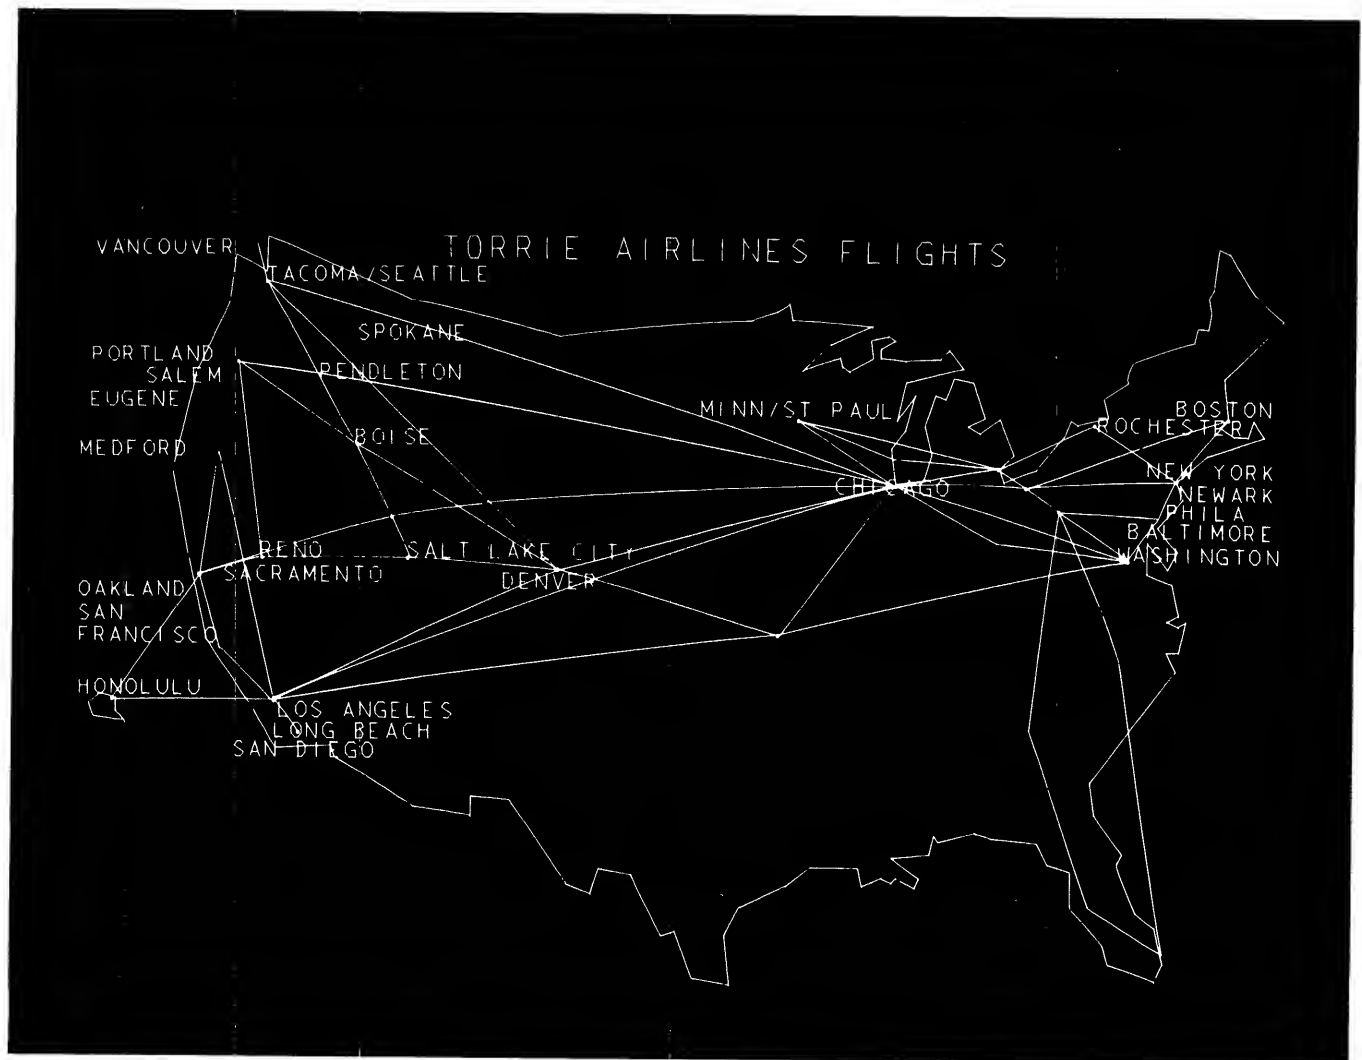 TORRIE AIRLINES FLIGHTS
VANCOUVER
TACOMA/SEATTLE
SPOKANE
PORTLAND
SALEM
PENDLETON
EUGENE
MINN/ST PAUL
BOSTON
ROCHESTER
BOISE
MEDFORD
NEW YORK
CHICAGO
NEWARK
PHILA
BALTIMORE
RENO
SALT LAKE CITY
WASHINGTON
SACRAMENTO
DENVER
OAKLAND
SAN
FRANCISCO
HONOLULU
LOS ANGELES
LONG BEACH
SAN DIEGO